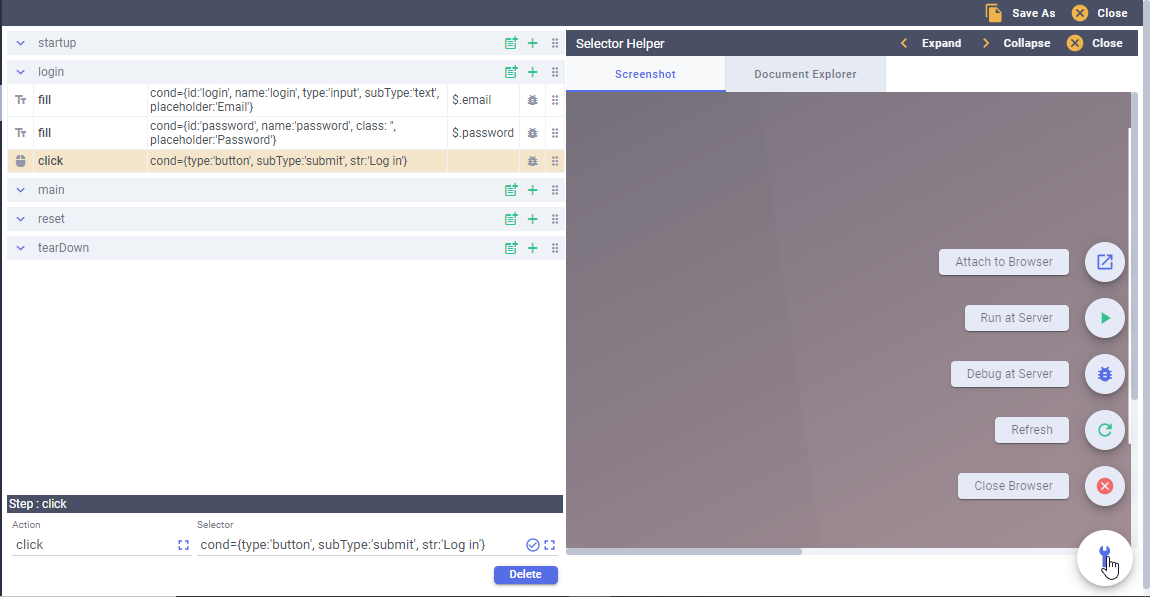 Save As
Close
startup
login
fill
cond={id:'login', name:'login', type:'input', subType:'text',
placeholder:'Email'}
$.email
fill
cond={id:'password', name:'password', class: '',
placeholder:'Password'}
$.password
click
cond={type:'button', subType:'submit', str:'Log in'}
main
reset
tearDown
Step : click
Action
Selector
click
cond={type:'button', subType:'submit', str:'Log in'}
Delete
Selector Helper
Expand
Collapse
Close
Screenshot
Document Explorer
Attach to Browser
Run at Server
Debug at Server
Refresh
Close Browser